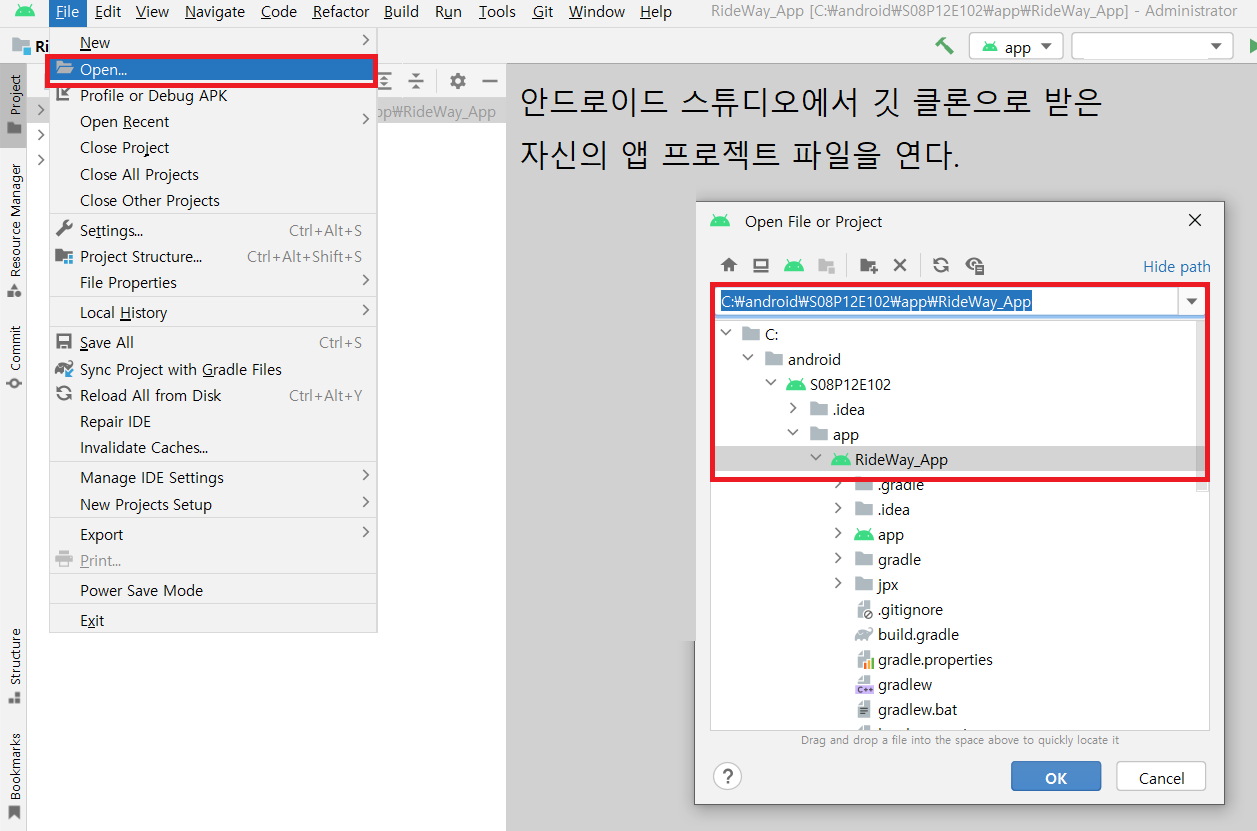 File Edit View Navigate Code Refactor Build Run Tools Git Window Help RideWay_App [C:\android\S08P12E102\app\RideWay_App] - Administrator
Ri
app
New
Open...
Profile or Debug APK
Open Recent
Close Project
Close All Projects
Close Other Projects
Settings... Ctrl+Alt+S
Project Structure... Ctrl+Alt+Shift+S
File Properties
Local History
Save All Ctrl+S
Sync Project with Gradle Files
Reload All from Disk Ctrl+Alt+Y
Repair IDE
Invalidate Caches...
Manage IDE Settings
New Projects Setup
Export
Print...
Power Save Mode
Exit
Project
Resource Manager
Commit
Structure
Bookmarks
pp₩RideWay_App
안드로이드 스튜디오에서 깃 클론으로 받은
자신의 앱 프로젝트 파일을 연다.
Open File or Project
Hide path
C:₩android₩S08P12E102₩app₩RideWay_App
C:
android
S08P12E102
.idea
app
RideWay_App
.gradle
.idea
app
gradle
jpx
.gitignore
build.gradle
gradle.properties
gradlew
gradlew.bat
Drag and drop a file into the space above to quickly locate it
? OK Cancel